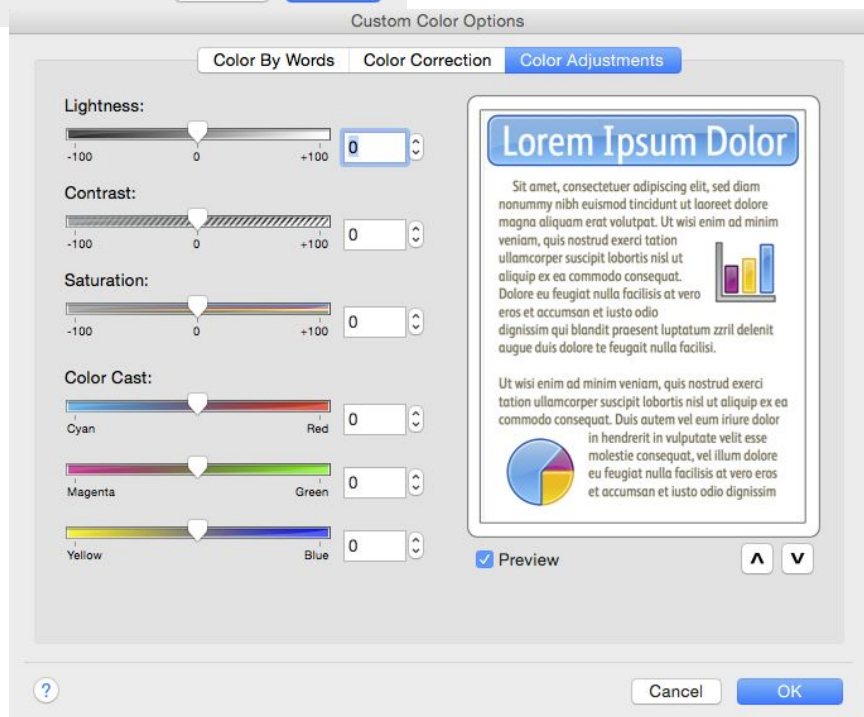 Custom Color Options
Color By Words Color Correction Color Adjustments
Lightness:
-100 0 +100 0
Contrast:
-100 0 +100 0
Saturation:
-100 0 +100 0
Color Cast:
Cyan Red 0
Magenta Green 0
Yellow Blue 0
Lorem Ipsum Dolor
Sit amet, consectetuer adipiscing elit, sed diam
nonummy nibh euismod tincidunt ut laoreet dolore
magna aliquam erat volutpat. Ut wisi enim ad minim
veniam, quis nostrud exerci tation
ullamcorper suscipit lobortis nisl ut
aliquip ex ea commodo consequat.
Dolore eu feugiat nulla facilisis at vero
eros et accumsan et iusto odio
dignissim qui blandit praesent luptatum zzril delenit
augue duis dolore te feugait nulla facilisi.
Ut wisi enim ad minim veniam, quis nostrud exerci
tation ullamcorper suscipit lobortis nisl ut aliquip ex ea
commodo consequat. Duis autem vel eum iriure dolor
in hendrerit in vulputate velit esse
molestie consequat, vel illum dolore
eu feugiat nulla facilisis at vero eros
et accumsan et iusto odio dignissim
Preview
?
Cancel OK